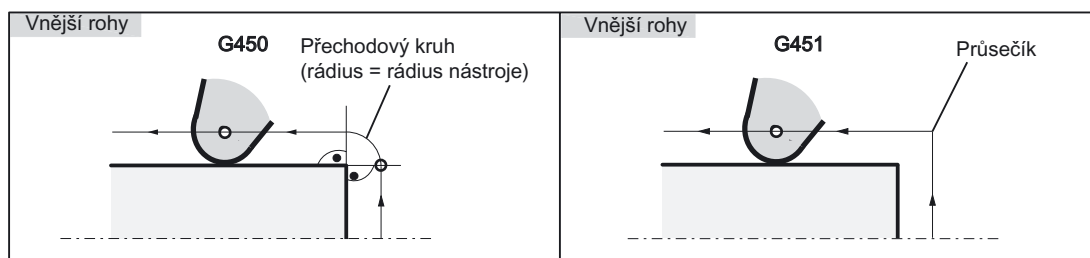 Vnější rohy
G450
Přechodový kruh
(rádius = rádius nástroje)
Vnější rohy
G451
Průsečík